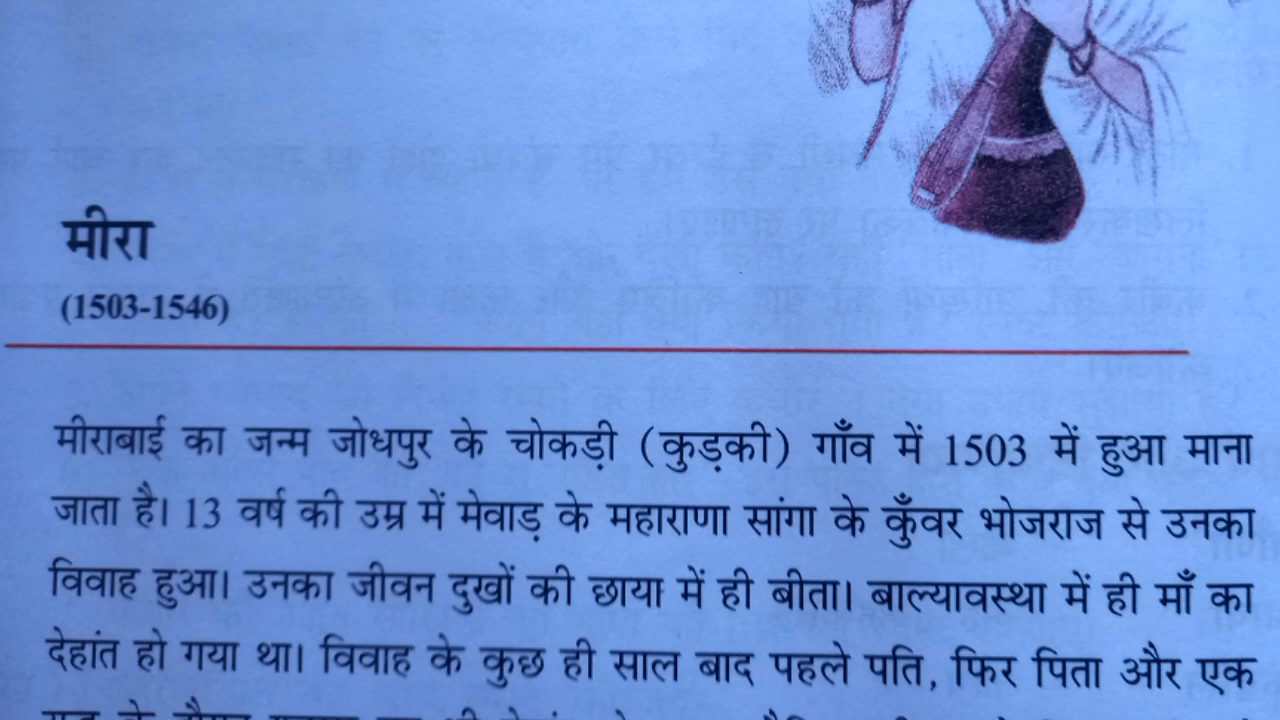 मीरा
(1503-1546)
मीराबाई का जन्म जोधपुर के चोकड़ी (कुड़की) गाँव में 1503 में हुआ माना
जाता है। 13 वर्ष की उम्र में मेवाड़ के महाराणा सांगा के कुँवर भोजराज से उनका
विवाह हुआ। उनका जीवन दुखों की छाया में ही बीता। बाल्यावस्था में ही माँ का
देहांत हो गया था। विवाह के कुछ ही साल बाद पहले पति, फिर पिता और एक